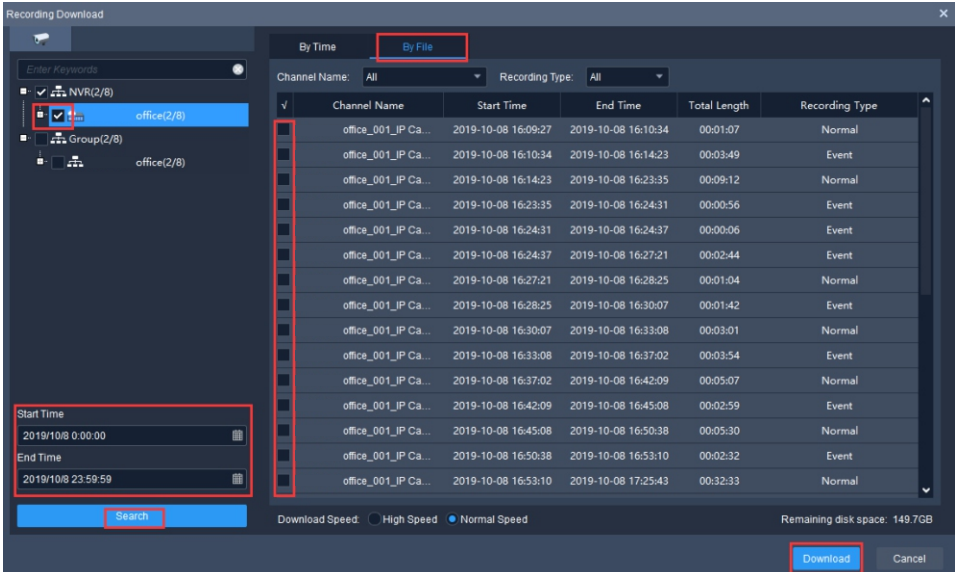 Recording Download
Enter Keywords
NVR(2/8)
office(2/8)
Group(2/8)
office(2/8)
Start Time
2019/10/8 0:00:00
End Time
2019/10/8 23:59:59
Search
By Time By File
Channel Name: All Recording Type: All
√ Channel Name Start Time End Time Total Length Recording Type
office_001_IP Ca... 2019-10-08 16:09:27 2019-10-08 16:10:34 00:01:07 Normal
office_001_IP Ca... 2019-10-08 16:10:34 2019-10-08 16:14:23 00:03:49 Event
office_001_IP Ca... 2019-10-08 16:14:23 2019-10-08 16:23:35 00:09:12 Normal
office_001_IP Ca... 2019-10-08 16:23:35 2019-10-08 16:24:31 00:00:56 Event
office_001_IP Ca... 2019-10-08 16:24:31 2019-10-08 16:24:37 00:00:06 Event
office_001_IP Ca... 2019-10-08 16:24:37 2019-10-08 16:27:21 00:02:44 Event
office_001_IP Ca... 2019-10-08 16:27:21 2019-10-08 16:28:25 00:01:04 Normal
office_001_IP Ca... 2019-10-08 16:28:25 2019-10-08 16:30:07 00:01:42 Event
office_001_IP Ca... 2019-10-08 16:30:07 2019-10-08 16:33:08 00:03:01 Normal
office_001_IP Ca... 2019-10-08 16:33:08 2019-10-08 16:37:02 00:03:54 Event
office_001_IP Ca... 2019-10-08 16:37:02 2019-10-08 16:42:09 00:05:07 Normal
office_001_IP Ca... 2019-10-08 16:42:09 2019-10-08 16:45:08 00:02:59 Event
office_001_IP Ca... 2019-10-08 16:45:08 2019-10-08 16:50:38 00:05:30 Normal
office_001_IP Ca... 2019-10-08 16:50:38 2019-10-08 16:53:10 00:02:32 Event
office_001_IP Ca... 2019-10-08 16:53:10 2019-10-08 17:25:43 00:32:33 Normal
Download Speed: High Speed Normal Speed Remaining disk space: 149.7GB
Download Cancel